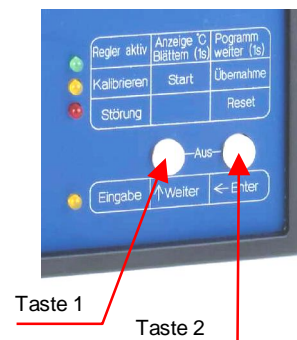 Regler aktiv Anzeige °C Blättern (1s) Pogramm weiter (1s)
Kalibrieren Start Übernahme
Störung Reset
Aus
Eingabe ↑Weiter ← Enter
Taste 1
Taste 2